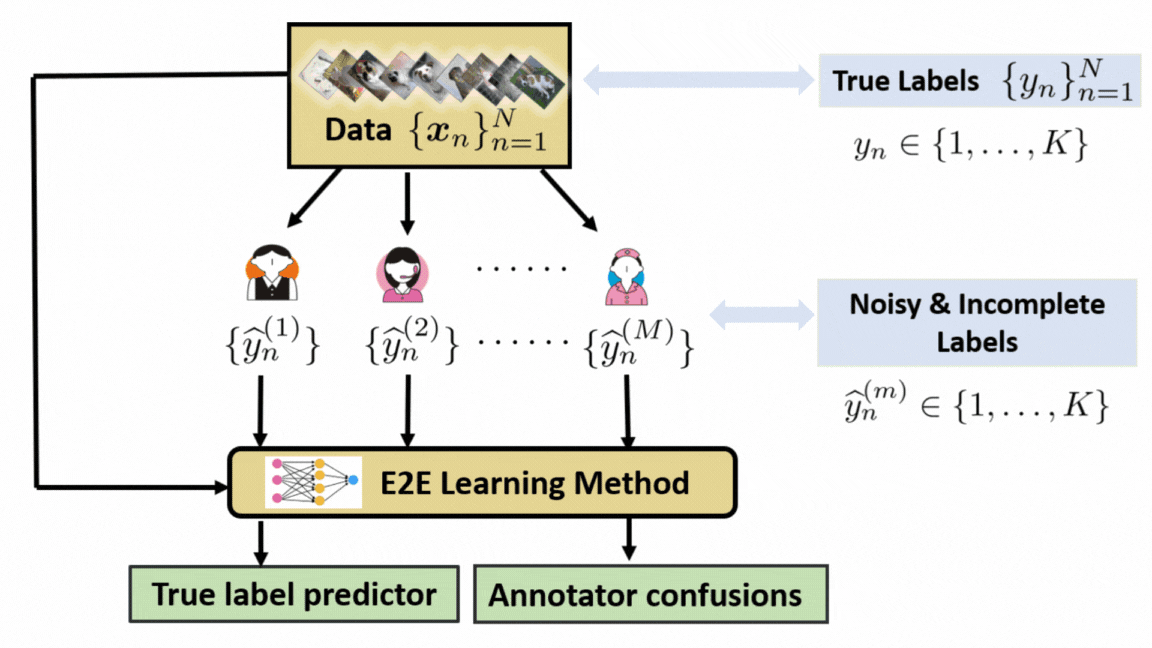 Data $\{\boldsymbol{x}_n\}_{n=1}^{N}$
True Labels $\{y_n\}_{n=1}^{N}$
$y_n \in \{1, \ldots, K\}$
$\{\widehat{y}_n^{(1)}\}$ $\{\widehat{y}_n^{(2)}\}$ ...... $\{\widehat{y}_n^{(M)}\}$
Noisy & Incomplete
Labels
$\widehat{y}_n^{(m)} \in \{1, \ldots, K\}$
E2E Learning Method
True label predictor
Annotator confusions